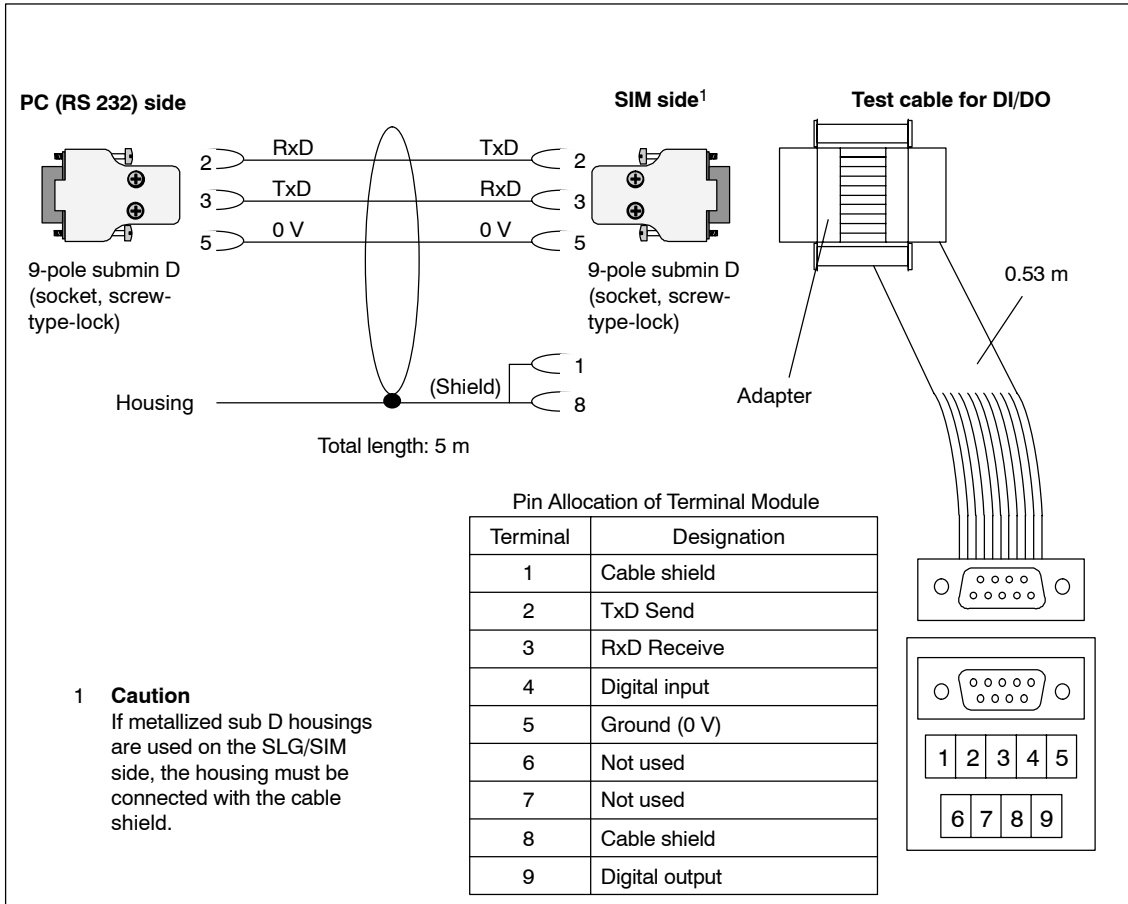 PC (RS 232) side
SIM side1
Test cable for DI/DO
2 RxD TxD 2
3 TxD RxD 3
5 0 V 0 V 5
9-pole submin D
(socket, screw-
type-lock)
9-pole submin D
(socket, screw-
type-lock)
0.53 m
Adapter
1
Housing (Shield) 8
Total length: 5 m
Pin Allocation of Terminal Module
Terminal Designation
1 Cable shield
2 TxD Send
3 RxD Receive
4 Digital input
5 Ground (0 V)
6 Not used
7 Not used
8 Cable shield
9 Digital output
1 Caution
If metallized sub D housings
are used on the SLG/SIM
side, the housing must be
connected with the cable
shield.
1 2 3 4 5
6 7 8 9